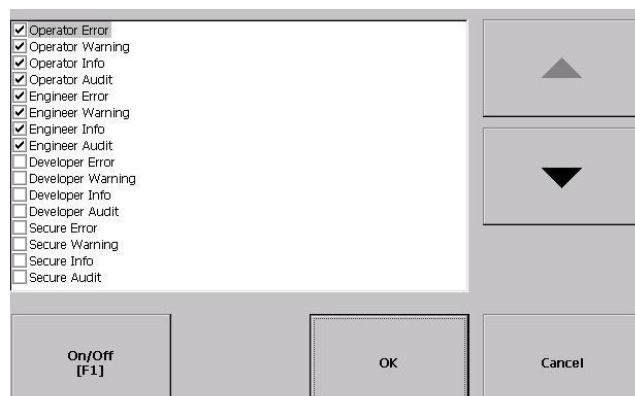 Operator Error
Operator Warning
Operator Info
Operator Audit
Engineer Error
Engineer Warning
Engineer Info
Engineer Audit
Developer Error
Developer Warning
Developer Info
Developer Audit
Secure Error
Secure Warning
Secure Info
Secure Audit
On/Off
[F1]
OK
Cancel